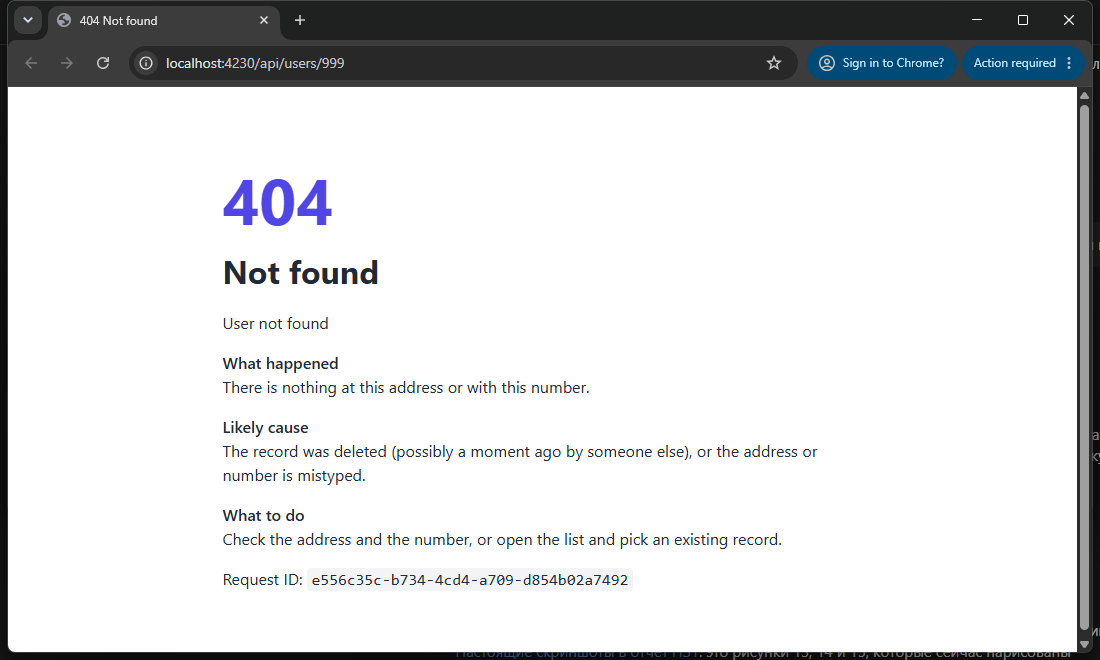 404 Not found
localhost:4230/api/users/999
Sign in to Chrome?
Action required
404
Not found
User not found
What happened
There is nothing at this address or with this number.
Likely cause
The record was deleted (possibly a moment ago by someone else), or the address or
number is mistyped.
What to do
Check the address and the number, or open the list and pick an existing record.
Request ID: e556c35c-b734-4cd4-a709-d854b02a7492